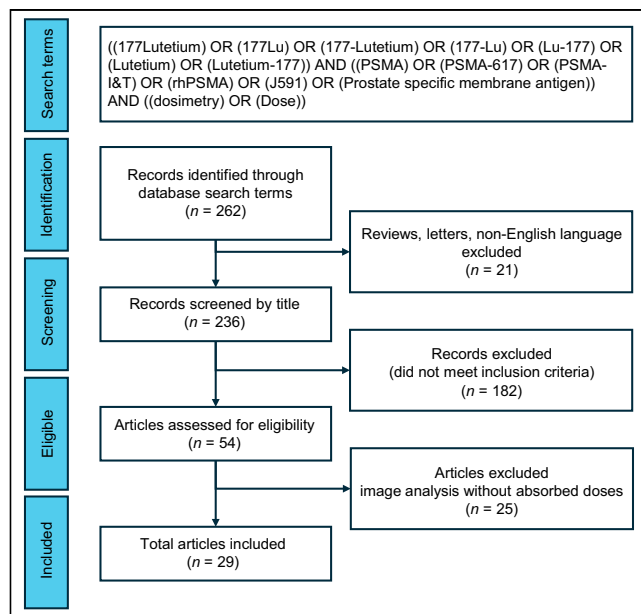 Search terms
((177Lutetium) OR (177Lu) OR (177-Lutetium) OR (177-Lu) OR (Lu-177) OR
(Lutetium) OR (Lutetium-177)) AND ((PSMA) OR (PSMA-617) OR (PSMA-
I&T) OR (rhPSMA) OR (J591) OR (Prostate specific membrane antigen))
AND ((dosimetry) OR (Dose))
Identification
Records identified through
database search terms
(n = 262)
Reviews, letters, non-English language
excluded
(n = 21)
Screening
Records screened by title
(n = 236)
Records excluded
(did not meet inclusion criteria)
(n = 182)
Eligible
Articles assessed for eligibility
(n = 54)
Articles excluded
image analysis without absorbed doses
(n = 25)
Included
Total articles included
(n = 29)